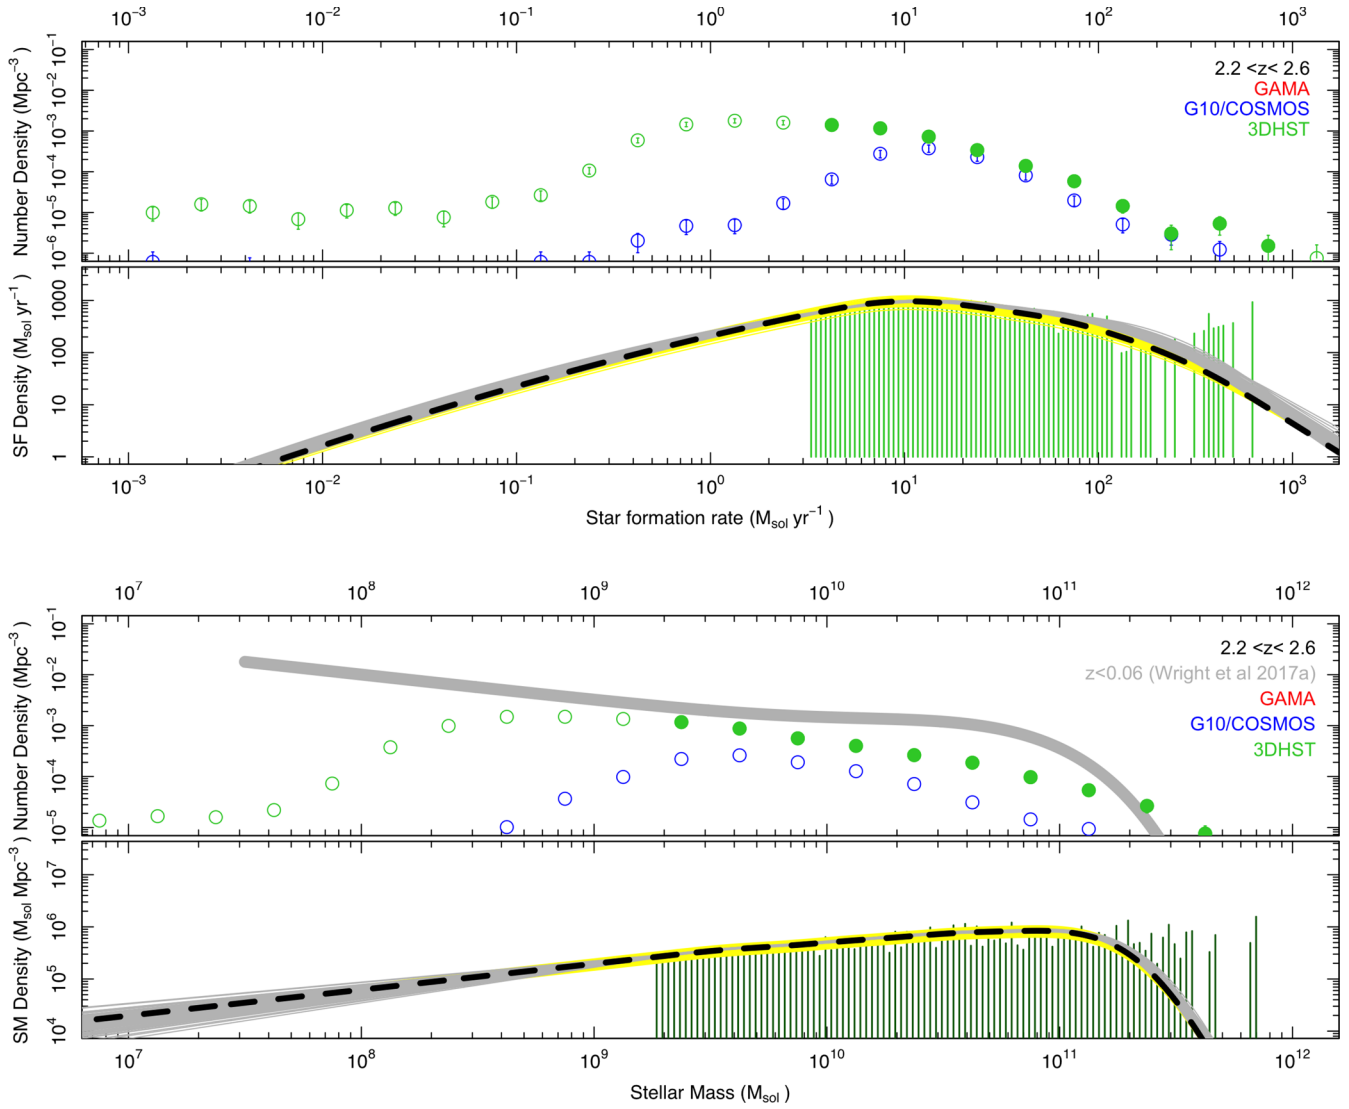 10⁻³ 10⁻² 10⁻¹ 10⁰ 10¹ 10² 10³
Number Density (Mpc⁻³ )
10⁻¹
10⁻²
10⁻³
10⁻⁴
10⁻⁵
10⁻⁶
2.2 <z< 2.6
GAMA
G10/COSMOS
3DHST
SF Density (Mₛₒₗ yr⁻¹ )
1000
100
10
1
10⁻³ 10⁻² 10⁻¹ 10⁰ 10¹ 10² 10³
Star formation rate (Mₛₒₗ yr⁻¹ )
10⁷ 10⁸ 10⁹ 10¹⁰ 10¹¹ 10¹²
Number Density (Mpc⁻³ )
10⁻¹
10⁻²
10⁻³
10⁻⁴
10⁻⁵
2.2 <z< 2.6
z<0.06 (Wright et al 2017a)
GAMA
G10/COSMOS
3DHST
SM Density (Mₛₒₗ Mpc⁻³ )
10⁷
10⁶
10⁵
10⁴
10⁷ 10⁸ 10⁹ 10¹⁰ 10¹¹ 10¹²
Stellar Mass (Mₛₒₗ )